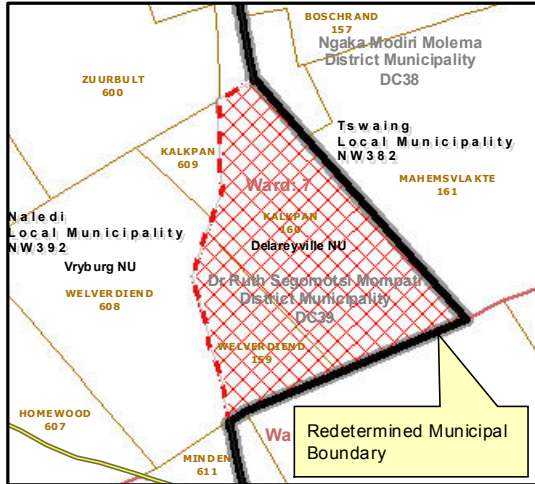 BOSCHRAND
157
Ngaka Modiri Molema
District Municipality
DC38
ZUURBULT
600
Tswaing
Local Municipality
NW382
KALKPAN
609
MAHEMSVLAKTE
161
Ward: 7
KALKPAN
160
Naledi
Local Municipality
NW392
Delareyville NU
Vryburg NU
Dr Ruth Segomotsi Mompati
District Municipality
DC39
WELVERDIEND
608
WELVERDIEND
159
HOMEWOOD
607
Wa
MINDEN
611
Redetermined Municipal
Boundary